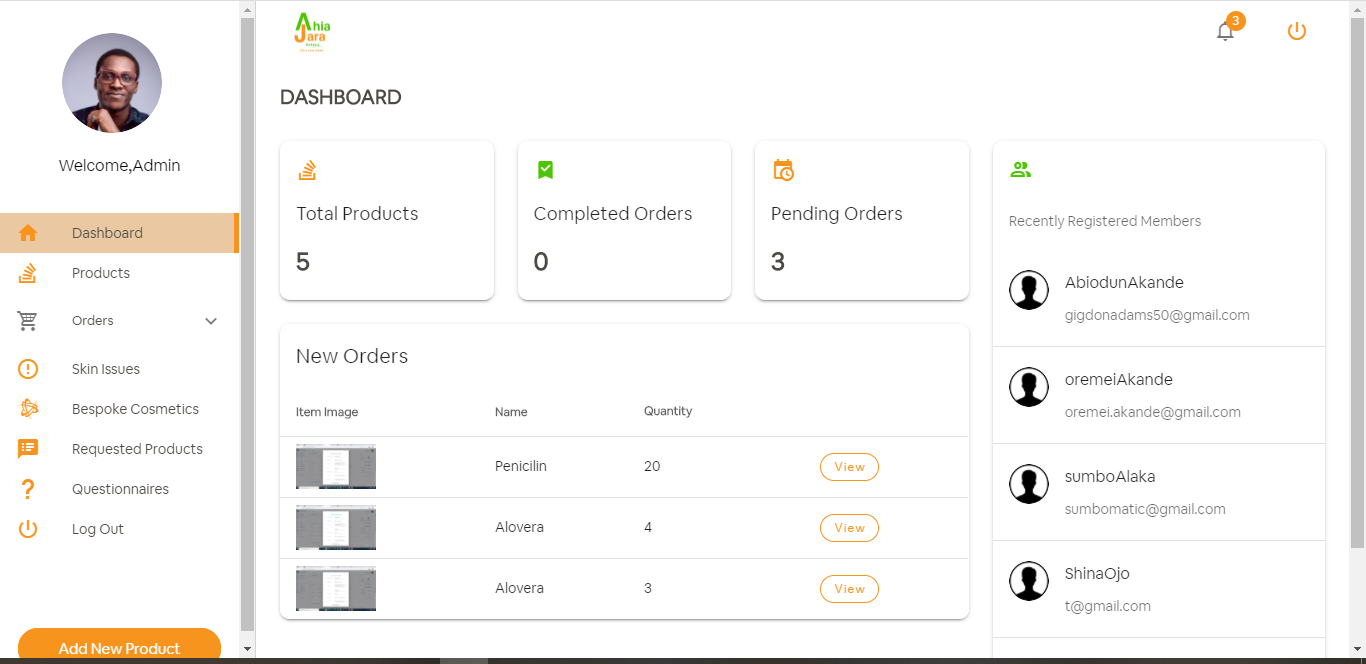 Ahia
Jara
3
Welcome,Admin
Dashboard
Products
Orders
Skin Issues
Bespoke Cosmetics
Requested Products
Questionnaires
Log Out
Add New Product
DASHBOARD
Total Products
5
Completed Orders
0
Pending Orders
3
New Orders
Item Image Name Quantity
Penicilin 20 View
Alovera 4 View
Alovera 3 View
Recently Registered Members
AbiodunAkande
gigdonadams50@gmail.com
oremeiAkande
oremei.akande@gmail.com
sumboAlaka
sumbomatic@gmail.com
ShinaOjo
t@gmail.com